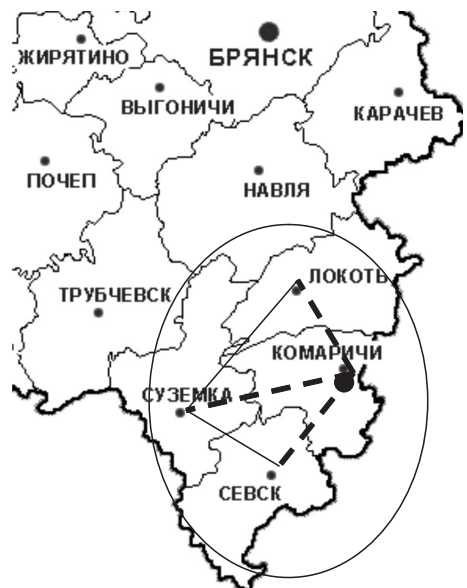 БРЯНСК
ЖИРЯТИНО
ВЫГОНИЧИ
КАРАЧЕВ
ПОЧЕП
НАВЛЯ
ЛОКОТЬ
ТРУБЧЕВСК
КОМАРИЧИ
СУЗЕМКА
СЕВСК